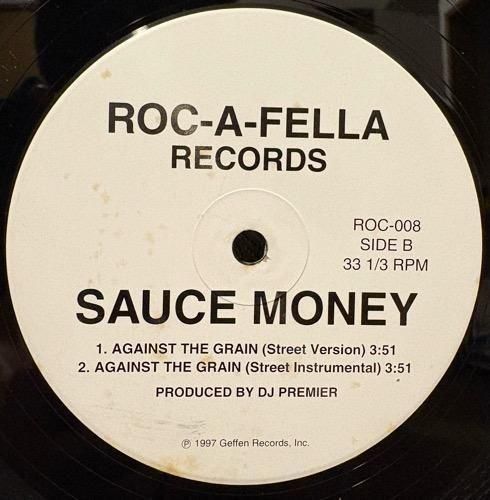 ROC-A-FELLA
RECORDS
ROC-008
SIDE B
33 1/3 RPM
SAUCE MONEY
1. AGAINST THE GRAIN (Street Version) 3:51
2. AGAINST THE GRAIN (Street Instrumental) 3:51
PRODUCED BY DJ PREMIER
℗ 1997 Geffen Records, Inc.